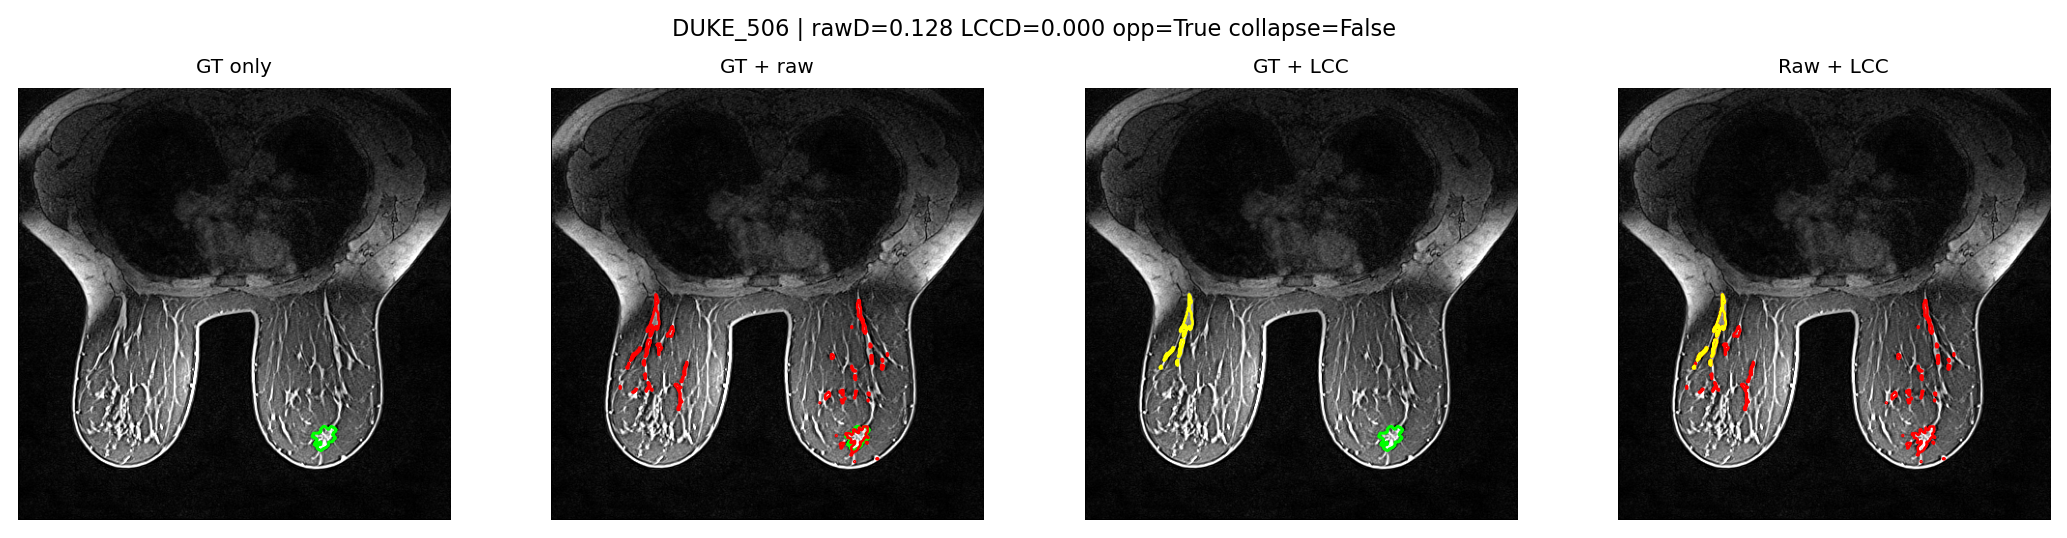 DUKE_506 | rawD=0.128 LCCD=0.000 opp=True collapse=False
GT only
GT + raw
GT + LCC
Raw + LCC